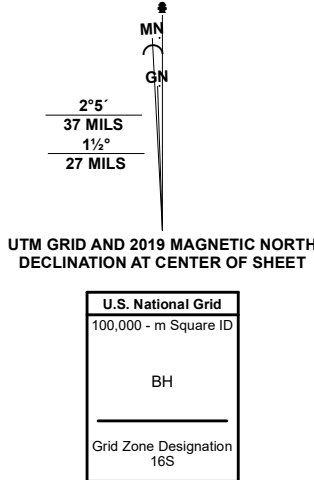 MN
GN
2°5´
37 MILS
1½°
27 MILS
UTM GRID AND 2019 MAGNETIC NORTH
DECLINATION AT CENTER OF SHEET
U.S. National Grid
100,000 - m Square ID
BH
Grid Zone Designation
16S